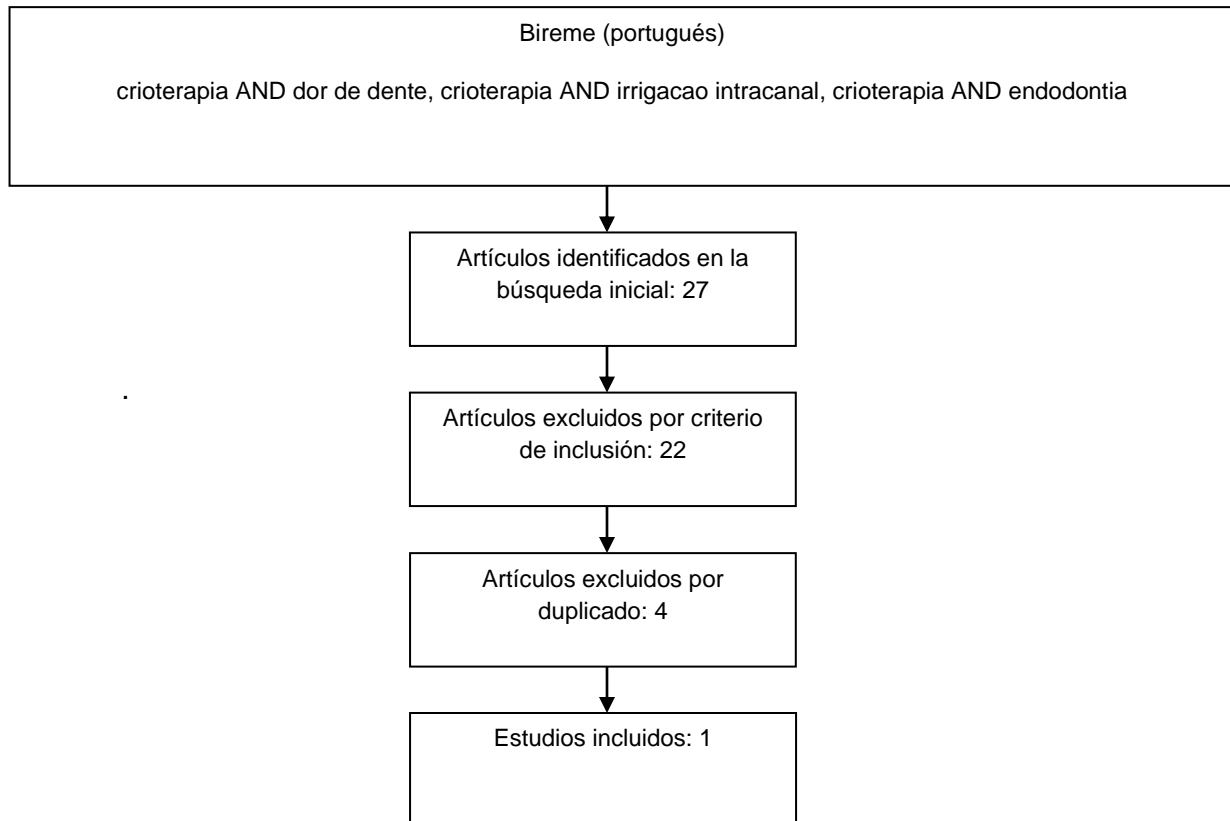 Bireme (portugués)
crioterapia AND dor de dente, crioterapia AND irrigacao intracanal, crioterapia AND endodontia
Artículos identificados en la
búsqueda inicial: 27
.
Artículos excluidos por criterio
de inclusión: 22
Artículos excluidos por
duplicado: 4
Estudios incluidos: 1